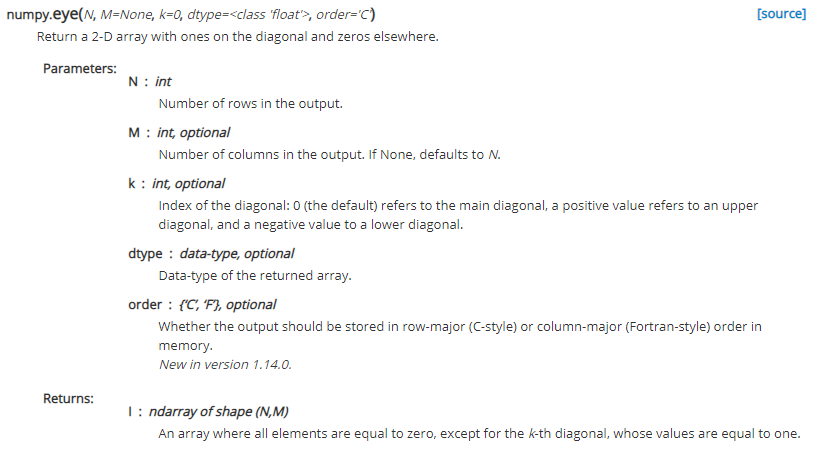 numpy.eye(N, M=None, k=0, dtype=<class 'float'>, order='C') [source]
Return a 2-D array with ones on the diagonal and zeros elsewhere.
Parameters:
N : int
Number of rows in the output.
M : int, optional
Number of columns in the output. If None, defaults to N.
k : int, optional
Index of the diagonal: 0 (the default) refers to the main diagonal, a positive value refers to an upper
diagonal, and a negative value to a lower diagonal.
dtype : data-type, optional
Data-type of the returned array.
order : {'C', 'F'}, optional
Whether the output should be stored in row-major (C-style) or column-major (Fortran-style) order in
memory.
New in version 1.14.0.
Returns:
I : ndarray of shape (N,M)
An array where all elements are equal to zero, except for the k-th diagonal, whose values are equal to one.